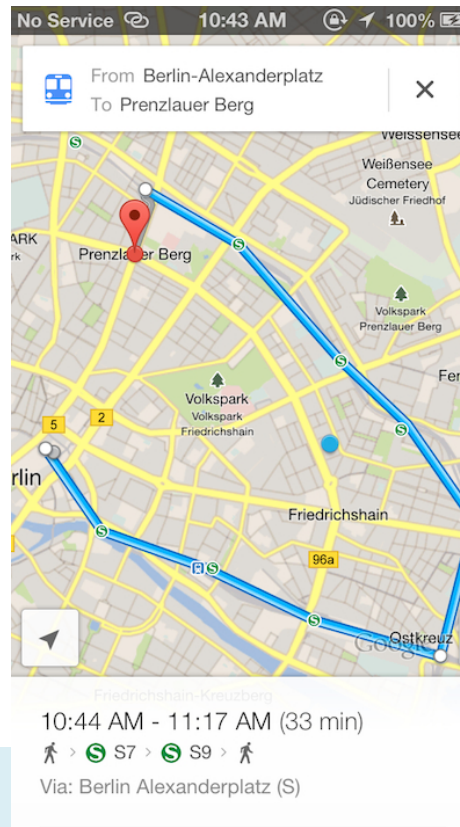 No Service 10:43 AM 100%
From Berlin-Alexanderplatz
To Prenzlauer Berg
Weissensee
Weißensee
Cemetery
Jüdischer Friedhof
ARK
rk
Prenzlauer Berg
Volkspark
Prenzlauer Berg
Fer
Volkspark
Volkspark
Friedrichshain
5
2
rlin
Friedrichshain
96a
Ostkreuz
Google
Friedrichshain-Kreuzberg
10:44 AM - 11:17 AM (33 min)
S S7 > S S9 >
Via: Berlin Alexanderplatz (S)